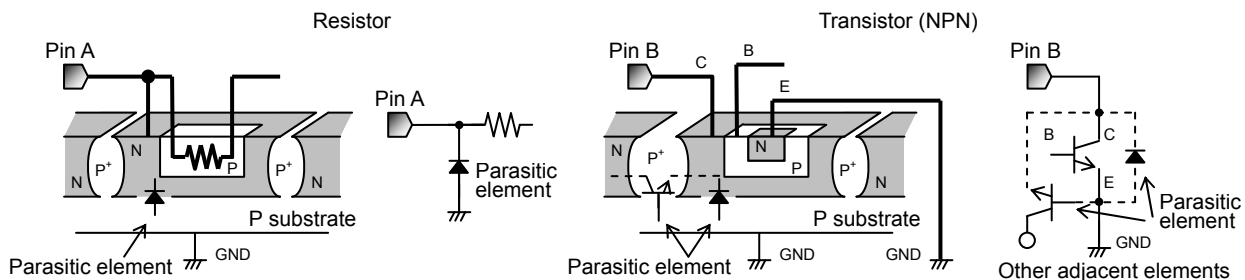 Resistor
Transistor (NPN)
Pin A
Pin B
C
B
E
Pin B
Pin A
N
P+
N
P
P+
N
Parasitic
element
N
P+
N
P
P+
N
B
C
E
Parasitic
element
P substrate
P substrate
Parasitic element
GND
Parasitic element
GND
GND
GND
Other adjacent elements